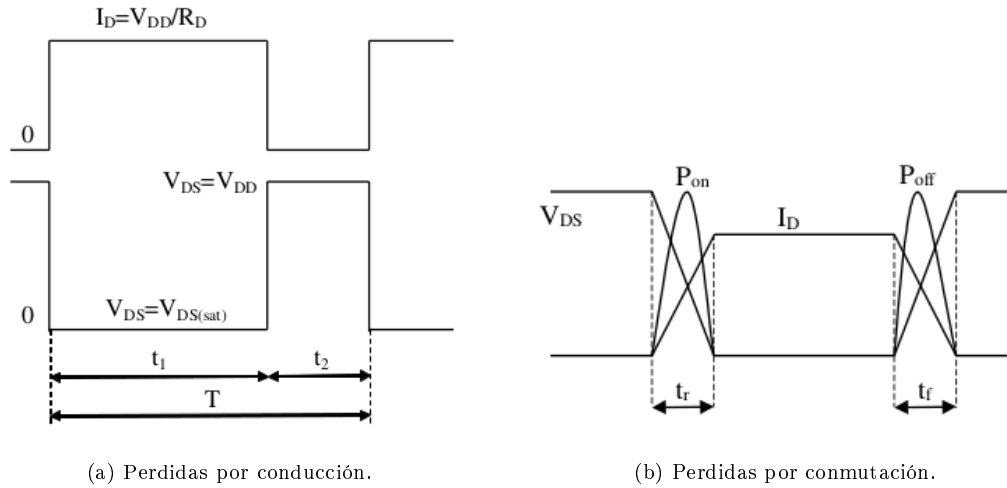 I_D=V_DD/R_D
0
V_DS=V_DD
0
V_DS=V_DS(sat)
t_1
t_2
T
(a) Perdidas por conducción.
P_on
P_off
V_DS
I_D
t_r
t_f
(b) Perdidas por conmutación.